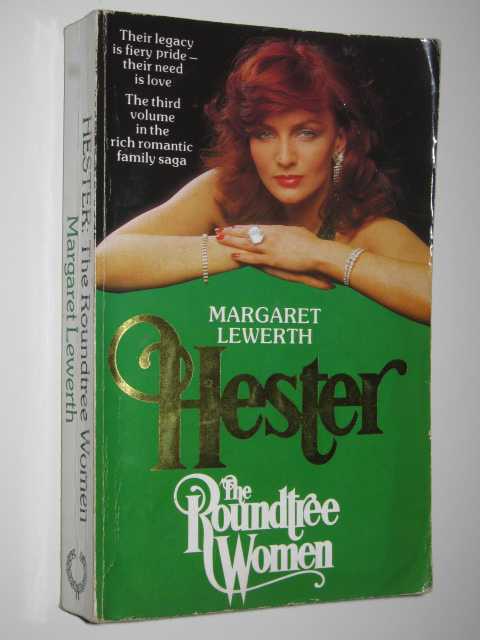 Their legacy
is fiery pride –
their need
is love
The third
volume
in the
rich romantic
family saga
MARGARET
LEWERTH
Hester
The
Roundtree
Women
HESTER: The Roundtree Women
Margaret Lewerth